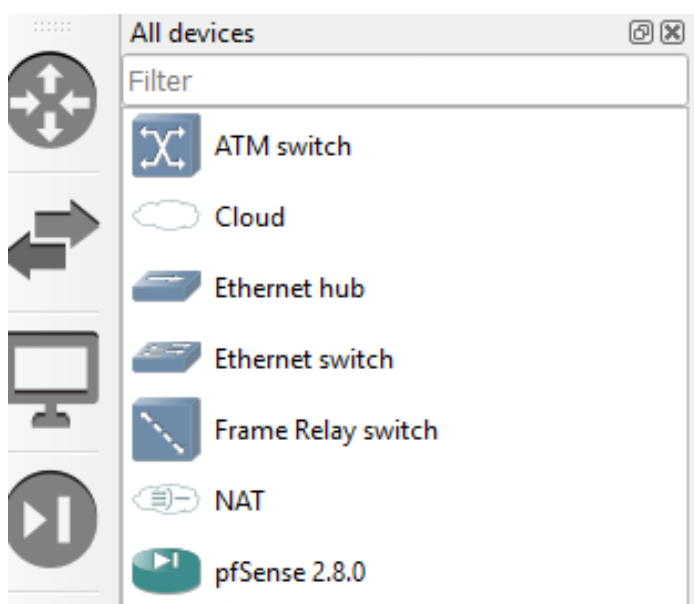 All devices
Filter
ATM switch
Cloud
Ethernet hub
Ethernet switch
Frame Relay switch
NAT
pfSense 2.8.0